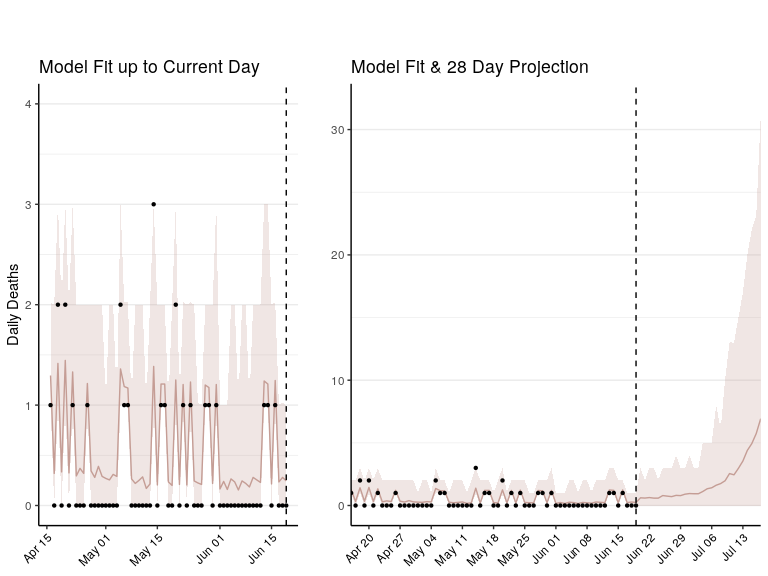 Model Fit up to Current Day
Model Fit & 28 Day Projection
Daily Deaths
4
3
2
1
0
Apr 15
May 01
May 15
Jun 01
Jun 15
30
20
10
0
Apr 20
Apr 27
May 04
May 11
May 18
May 25
Jun 01
Jun 08
Jun 15
Jun 22
Jun 29
Jul 06
Jul 13